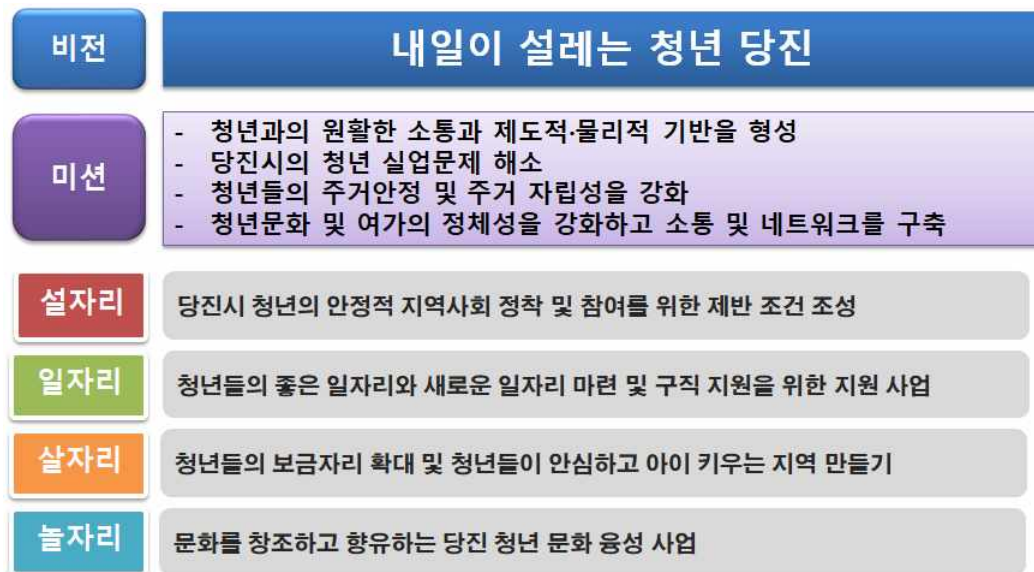 비전
내일이 설레는 청년 당진
미션
- 청년과의 원활한 소통과 제도적·물리적 기반을 형성
- 당진시의 청년 실업문제 해소
- 청년들의 주거안정 및 주거 자립성을 강화
- 청년문화 및 여가의 정체성을 강화하고 소통 및 네트워크를 구축
설자리
당진시 청년의 안정적 지역사회 정착 및 참여를 위한 제반 조건 조성
일자리
청년들의 좋은 일자리와 새로운 일자리 마련 및 구직 지원을 위한 지원 사업
살자리
청년들의 보금자리 확대 및 청년들이 안심하고 아이 키우는 지역 만들기
놀자리
문화를 창조하고 향유하는 당진 청년 문화 융성 사업